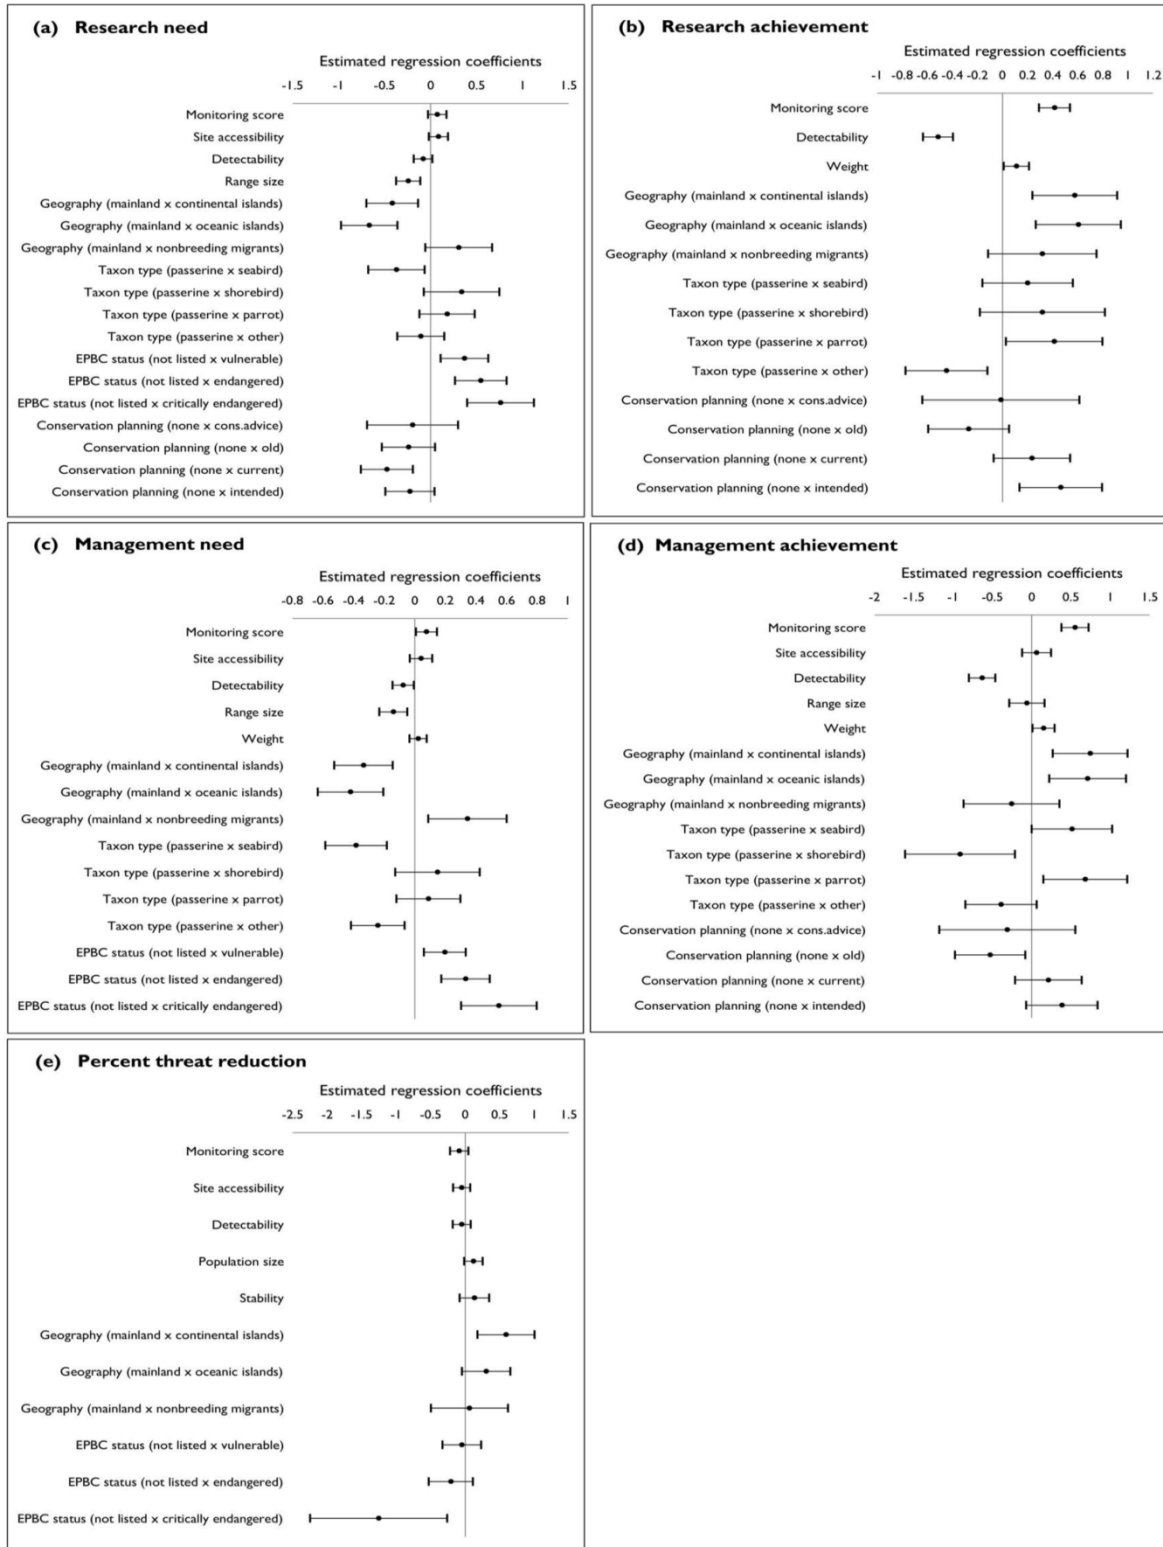 (a) Research need
Estimated regression coefficients
-1.5 -1 -0.5 0 0.5 1 1.5
Monitoring score
Site accessibility
Detectability
Range size
Geography (mainland x continental islands)
Geography (mainland x oceanic islands)
Geography (mainland x nonbreeding migrants)
Taxon type (passerine x seabird)
Taxon type (passerine x shorebird)
Taxon type (passerine x parrot)
Taxon type (passerine x other)
EPBC status (not listed x vulnerable)
EPBC status (not listed x endangered)
EPBC status (not listed x critically endangered)
Conservation planning (none x cons.advice)
Conservation planning (none x old)
Conservation planning (none x current)
Conservation planning (none x intended)
(b) Research achievement
Estimated regression coefficients
-1 -0.8 -0.6 -0.4 -0.2 0 0.2 0.4 0.6 0.8 1 1.2
Monitoring score
Detectability
Weight
Geography (mainland x continental islands)
Geography (mainland x oceanic islands)
Geography (mainland x nonbreeding migrants)
Taxon type (passerine x seabird)
Taxon type (passerine x shorebird)
Taxon type (passerine x parrot)
Taxon type (passerine x other)
Conservation planning (none x cons.advice)
Conservation planning (none x old)
Conservation planning (none x current)
Conservation planning (none x intended)
(c) Management need
Estimated regression coefficients
-0.8 -0.6 -0.4 -0.2 0 0.2 0.4 0.6 0.8 1
Monitoring score
Site accessibility
Detectability
Range size
Weight
Geography (mainland x continental islands)
Geography (mainland x oceanic islands)
Geography (mainland x nonbreeding migrants)
Taxon type (passerine x seabird)
Taxon type (passerine x shorebird)
Taxon type (passerine x parrot)
Taxon type (passerine x other)
EPBC status (not listed x vulnerable)
EPBC status (not listed x endangered)
EPBC status (not listed x critically endangered)
(d) Management achievement
Estimated regression coefficients
-2 -1.5 -1 -0.5 0 0.5 1 1.5
Monitoring score
Site accessibility
Detectability
Range size
Weight
Geography (mainland x continental islands)
Geography (mainland x oceanic islands)
Geography (mainland x nonbreeding migrants)
Taxon type (passerine x seabird)
Taxon type (passerine x shorebird)
Taxon type (passerine x parrot)
Taxon type (passerine x other)
Conservation planning (none x cons.advice)
Conservation planning (none x old)
Conservation planning (none x current)
Conservation planning (none x intended)
(e) Percent threat reduction
Estimated regression coefficients
-2.5 -2 -1.5 -1 -0.5 0 0.5 1 1.5
Monitoring score
Site accessibility
Detectability
Population size
Stability
Geography (mainland x continental islands)
Geography (mainland x oceanic islands)
Geography (mainland x nonbreeding migrants)
EPBC status (not listed x vulnerable)
EPBC status (not listed x endangered)
EPBC status (not listed x critically endangered)